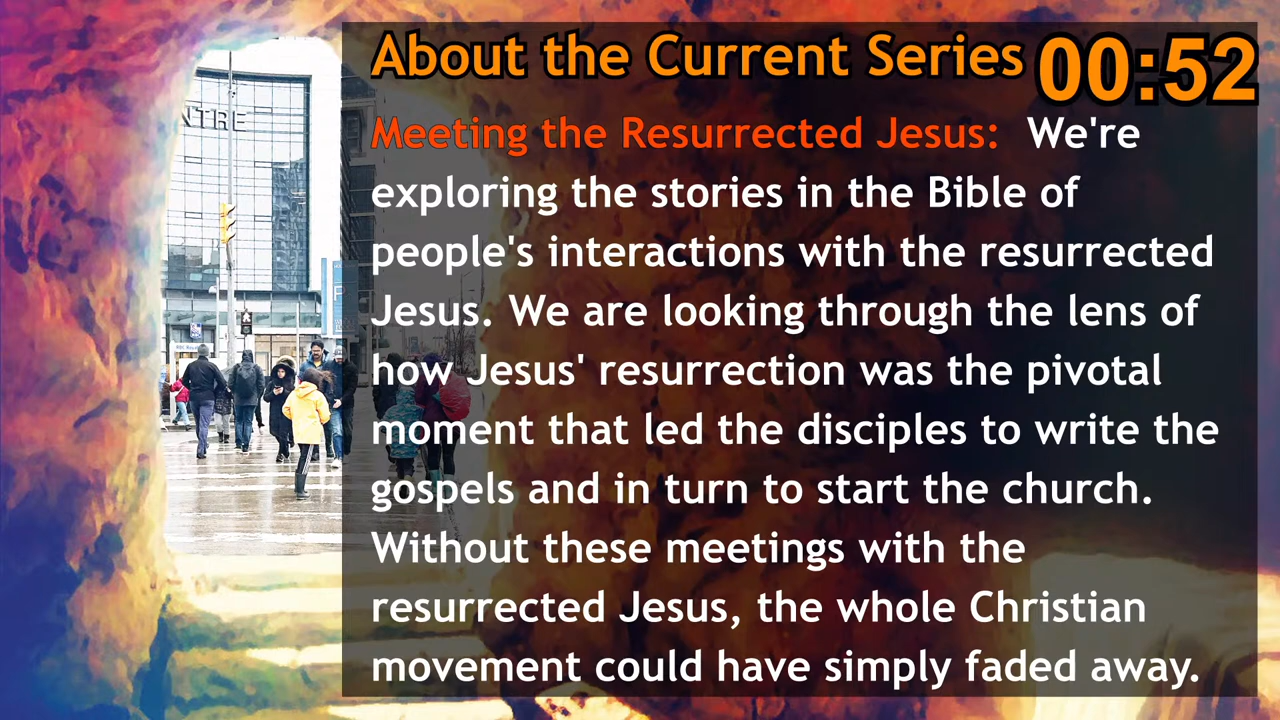 About the Current Series 00:52
Meeting the Resurrected Jesus: We're
exploring the stories in the Bible of
people's interactions with the resurrected
Jesus. We are looking through the lens of
how Jesus' resurrection was the pivotal
moment that led the disciples to write the
gospels and in turn to start the church.
Without these meetings with the
resurrected Jesus, the whole Christian
movement could have simply faded away.
NTRE